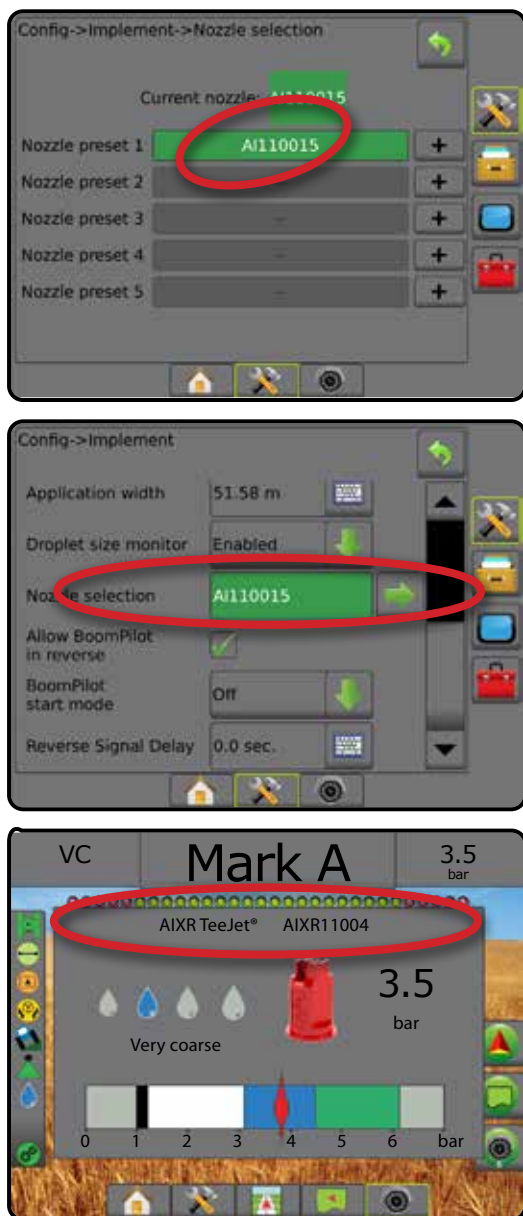 Config->Implement->Nozzle selection
Current nozzle: AI110015
Nozzle preset 1 AI110015 +
Nozzle preset 2 – +
Nozzle preset 3 – +
Nozzle preset 4 – +
Nozzle preset 5 – +
Config->Implement
Application width 51.58 m
Droplet size monitor Enabled
Nozzle selection AI110015
Allow BoomPilot
in reverse
BoomPilot
start mode Off
Reverse Signal Delay 0.0 sec.
VC Mark A 3.5
bar
AIXR TeeJet® AIXR11004
3.5
bar
Very coarse
0 1 2 3 4 5 6 bar